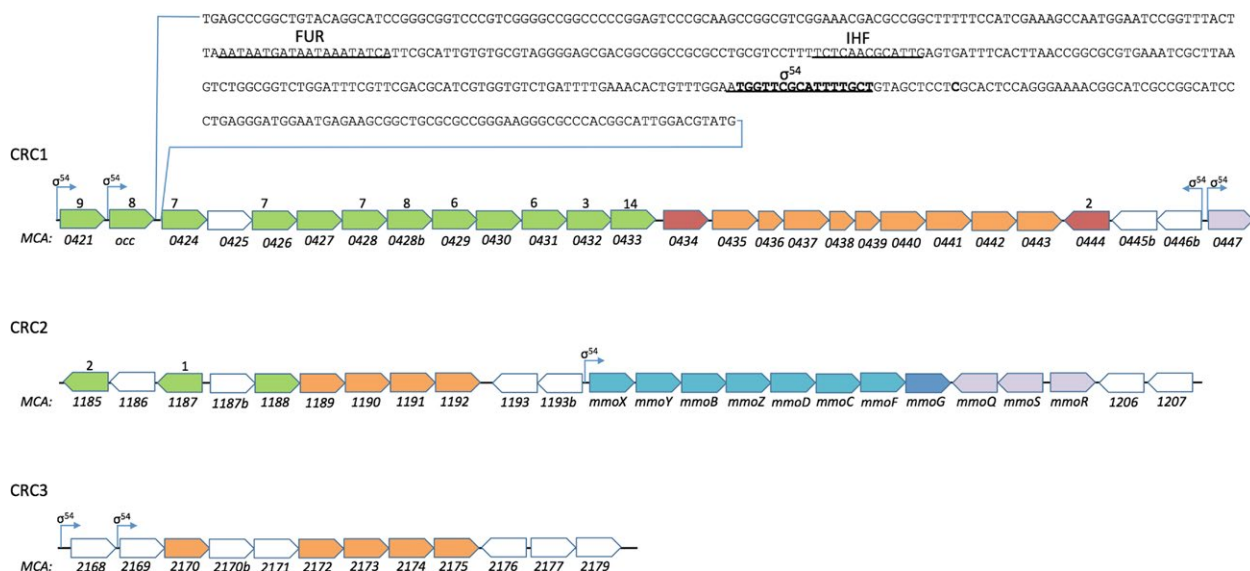 TGAGCCCGGCTGTACAGGCATCCGGGCGGTCCCGTCGGGGCCGGCCCCCGGAGTCCCGCAAGCCGGCGTCGGAAACGACGCCGGCTTTTTCCATCGAAAGCCAATGGAATCCGGTTTACT
FUR IHF
TAAATAATGATAATAAATATCATTCGCATTGTGTGCGTAGGGGAGCGACGGCGGCCGCGCCTGCGTCCTTTTCTCAACGCATTGAGTGATTTCACTTAACCGGCGCGTGAAATCGCTTAA
σ54
GTCTGGCGGTCTGGATTTCGTTCGACGCATCGTGGTGTCTGATTTTGAAACACTGTTTGGAATGGTTCGCATTTTGCTGTAGCTCCTCGCACTCCAGGGAAAACGGCATCGCCGGCATCC
CTGAGGGATGGAATGAGAAGCGGCTGCGCGCCGGGAAGGGCGCCCACGGCATTGGACGTATG
CRC1
σ54 σ54 σ54 σ54
9 8 7 7 7 8 6 6 3 14 2
MCA: 0421 occ 0424 0425 0426 0427 0428 0428b 0429 0430 0431 0432 0433 0434 0435 0436 0437 0438 0439 0440 0441 0442 0443 0444 0445b 0446b 0447
CRC2
σ54
2 1
MCA: 1185 1186 1187 1187b 1188 1189 1190 1191 1192 1193 1193b mmoX mmoY mmoB mmoZ mmoD mmoC mmoF mmoG mmoQ mmoS mmoR 1206 1207
CRC3
σ54 σ54
MCA: 2168 2169 2170 2170b 2171 2172 2173 2174 2175 2176 2177 2179